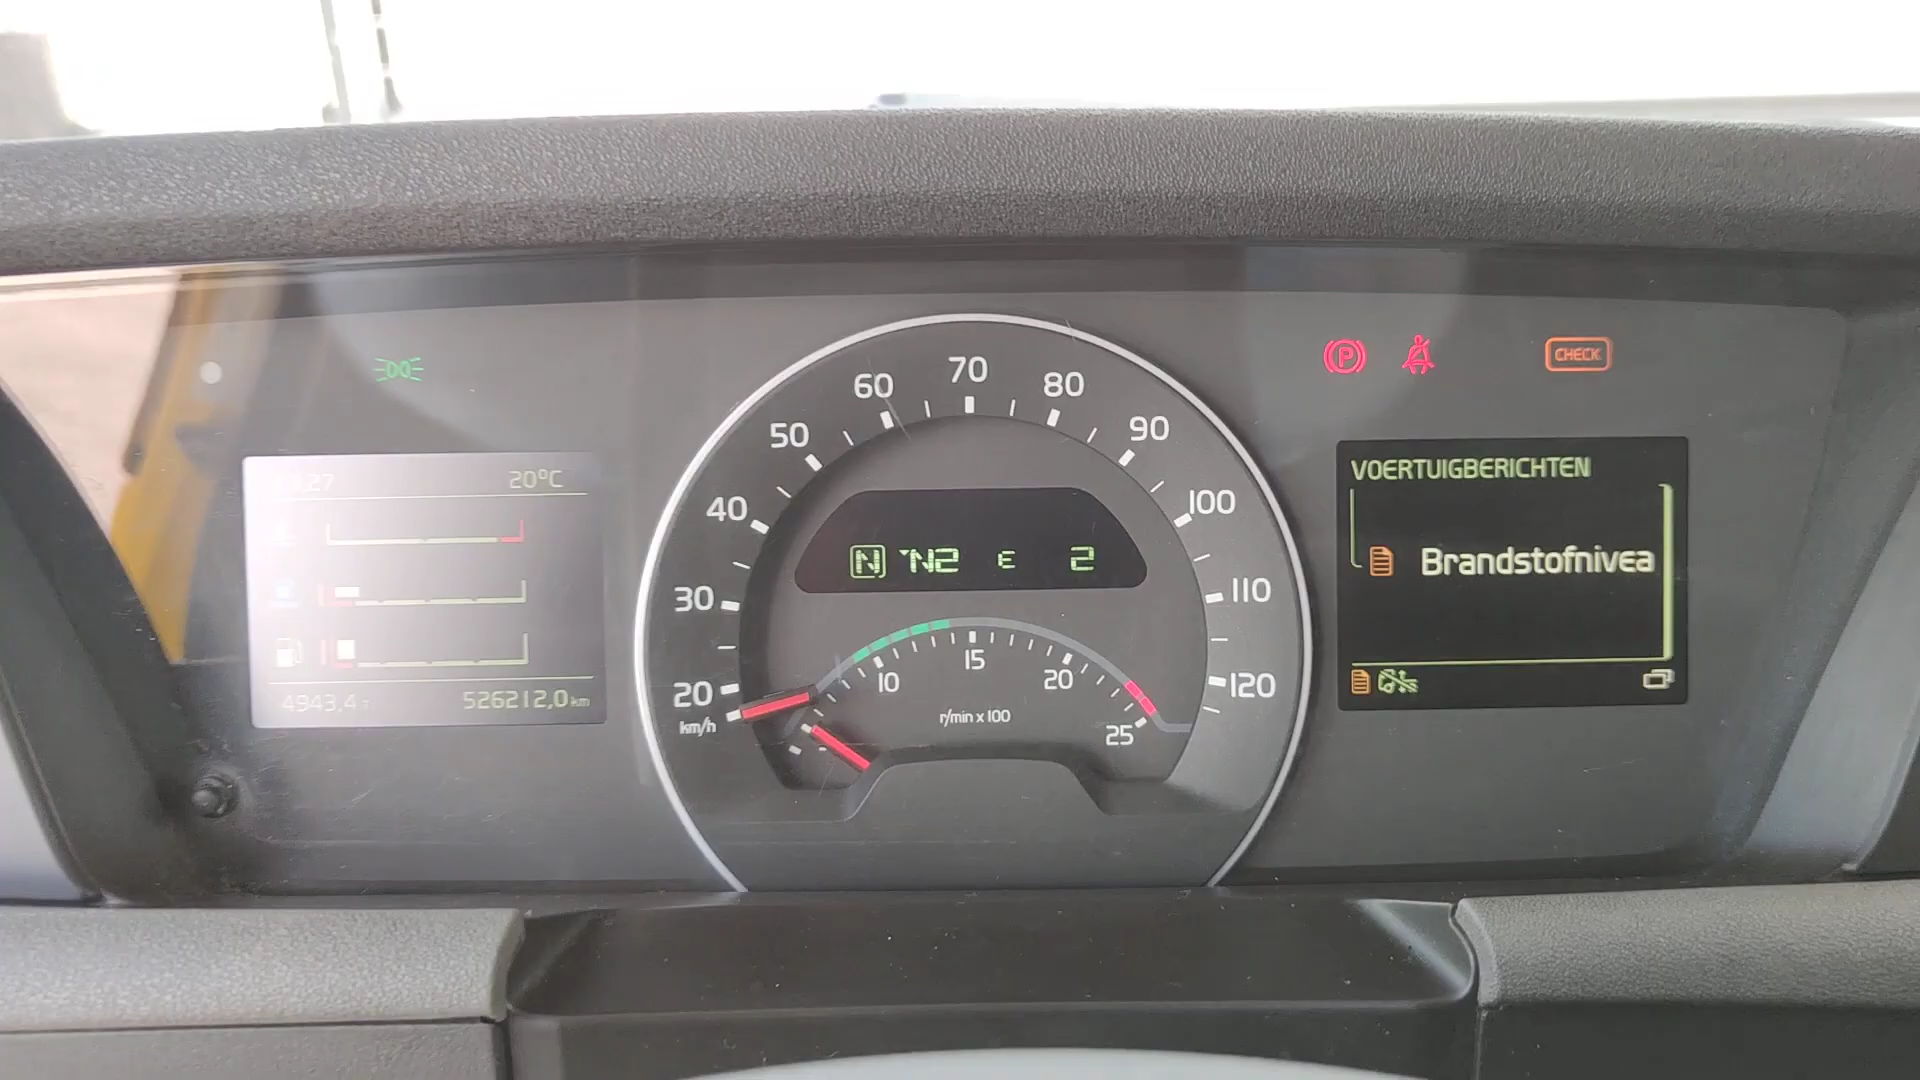 20°C
4943,4
526212,0 km
20
30
40
50
60
70
80
90
100
110
120
km/h
N N2 E 2
10
15
20
25
r/min x 100
P
CHECK
VOERTUIGBERICHTEN
Brandstofnivea